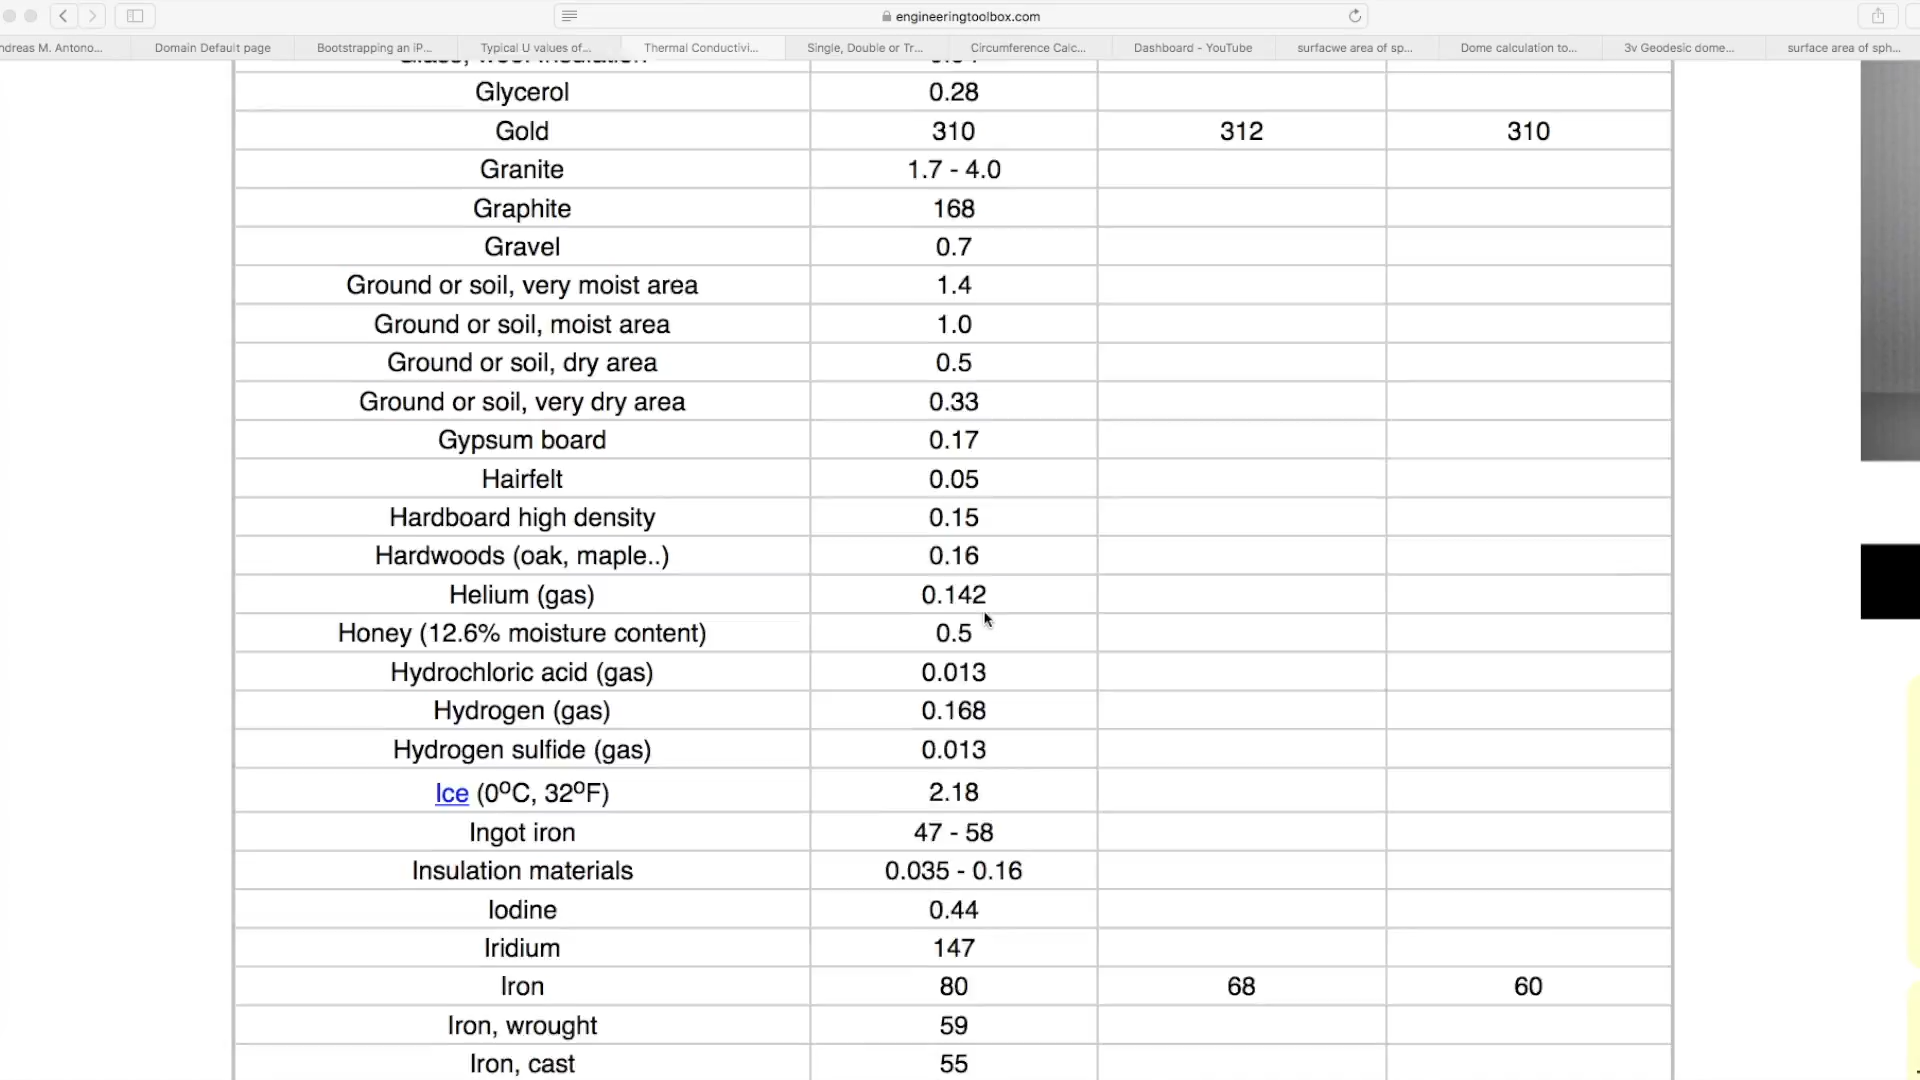 engineeringtoolbox.com
ndreas M. Antono...
Domain Default page
Bootstrapping an iP...
Typical U values of...
Thermal Conductivi...
Single, Double or Tr...
Circumference Calc...
Dashboard - YouTube
surfacwe area of sp...
Dome calculation to...
3v Geodesic dome...
surface area of sph...
Glycerol 0.28
Gold 310 312 310
Granite 1.7 - 4.0
Graphite 168
Gravel 0.7
Ground or soil, very moist area 1.4
Ground or soil, moist area 1.0
Ground or soil, dry area 0.5
Ground or soil, very dry area 0.33
Gypsum board 0.17
Hairfelt 0.05
Hardboard high density 0.15
Hardwoods (oak, maple..) 0.16
Helium (gas) 0.142
Honey (12.6% moisture content) 0.5
Hydrochloric acid (gas) 0.013
Hydrogen (gas) 0.168
Hydrogen sulfide (gas) 0.013
Ice (0ºC, 32ºF) 2.18
Ingot iron 47 - 58
Insulation materials 0.035 - 0.16
Iodine 0.44
Iridium 147
Iron 80 68 60
Iron, wrought 59
Iron, cast 55